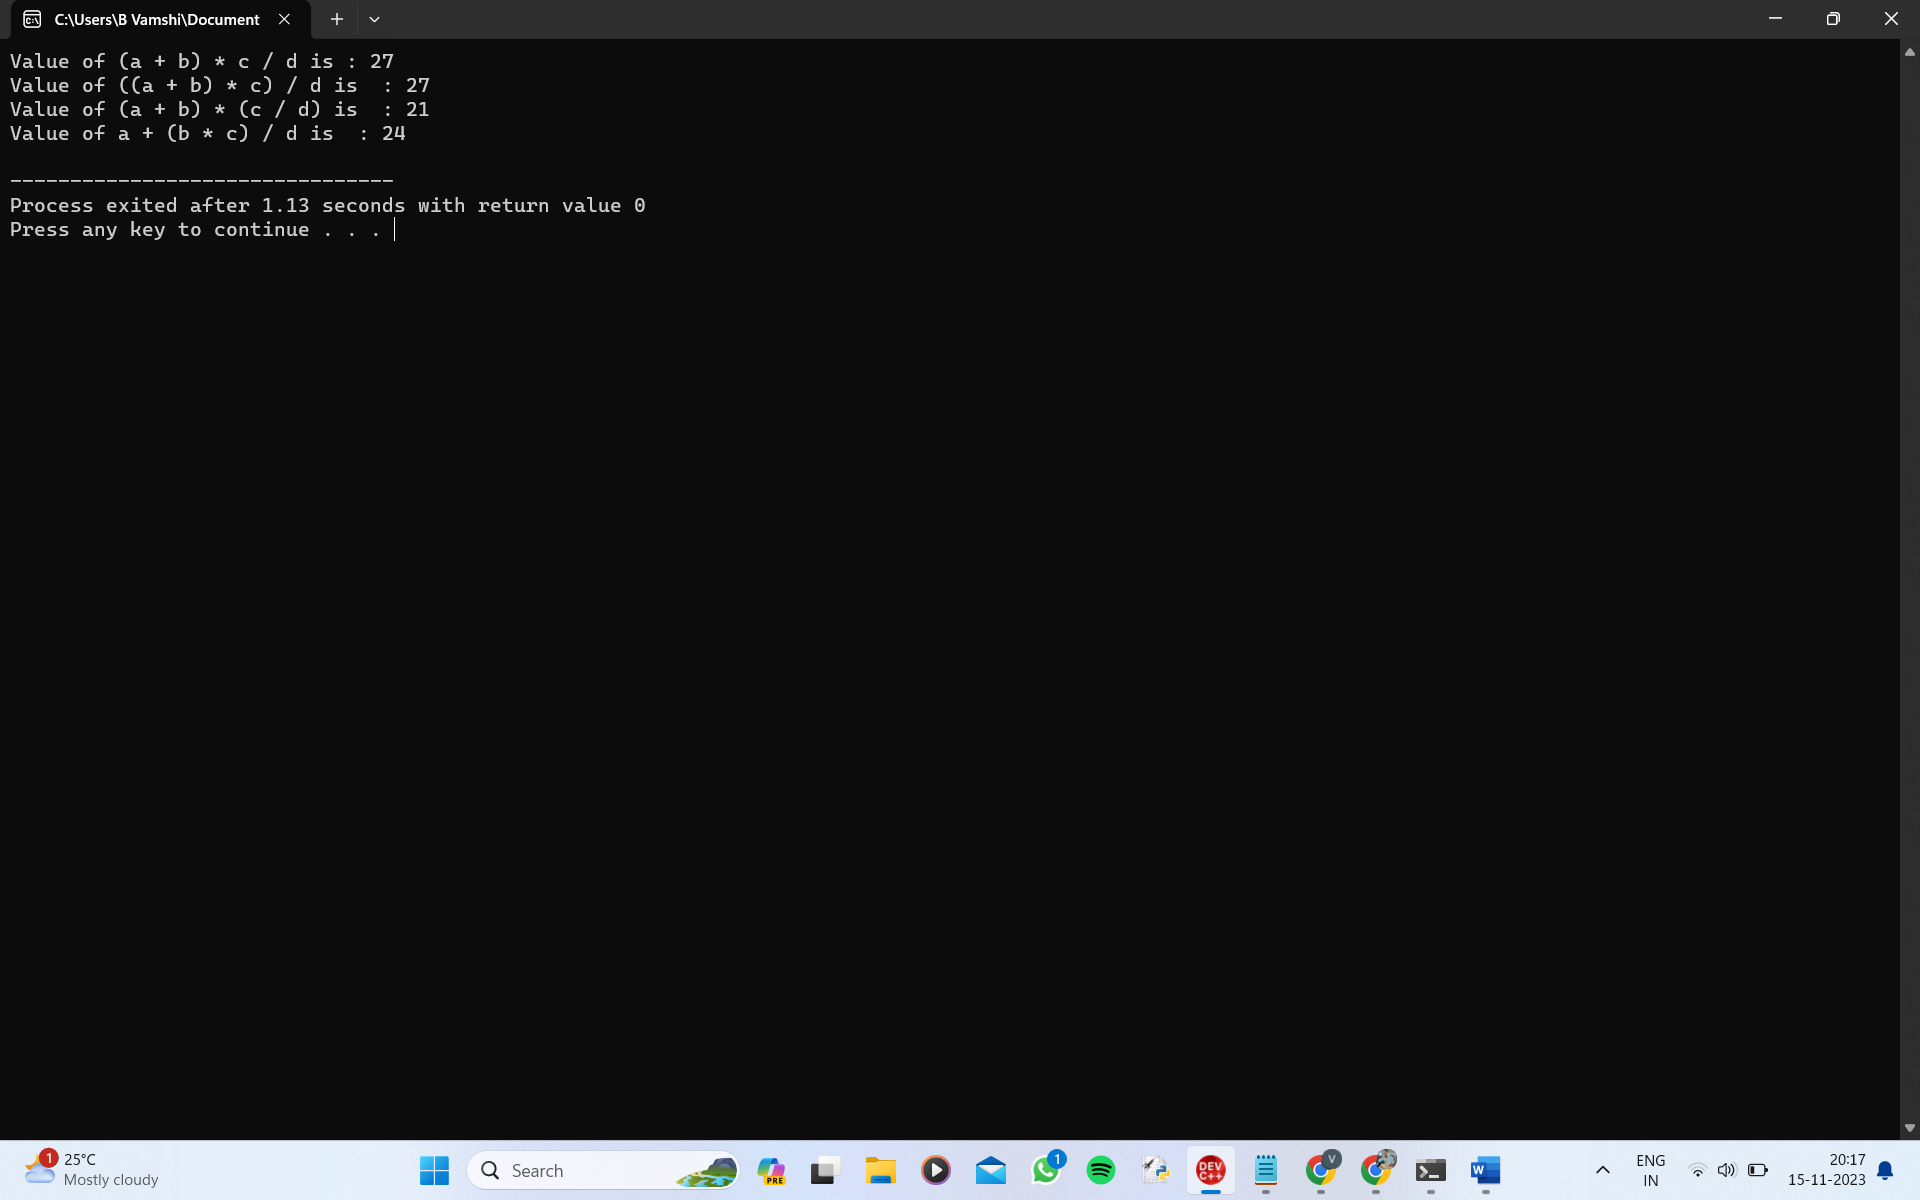 C:\Users\B Vamshi\Document
Value of (a + b) * c / d is : 27
Value of ((a + b) * c) / d is  : 27
Value of (a + b) * (c / d) is  : 21
Value of a + (b * c) / d is  : 24
--------------------------------
Process exited after 1.13 seconds with return value 0
Press any key to continue . . .
1
25°C
Mostly cloudy
Search
PRE
1
DEV
C++
V
W
ENG
IN
20:17
15-11-2023